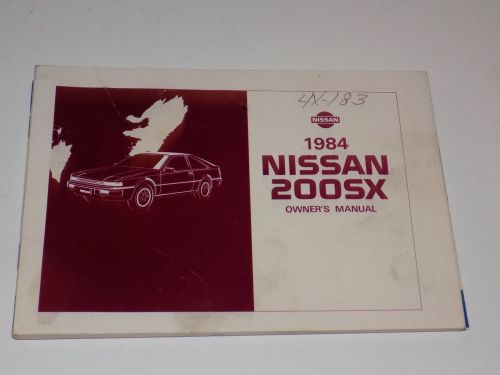 4X-183
NISSAN
1984
NISSAN
200SX
OWNER'S MANUAL